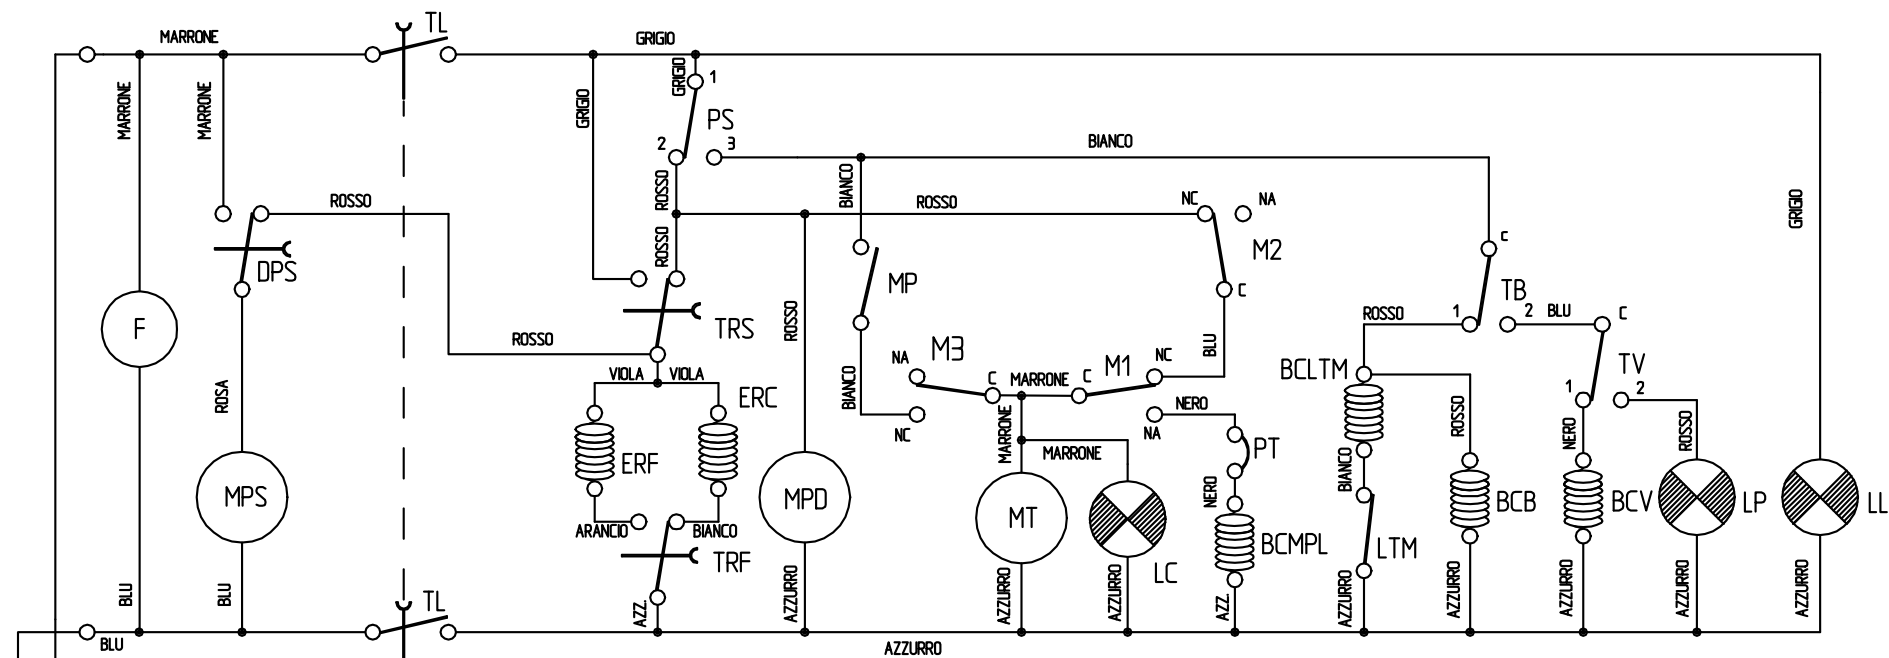 TL
MARRONE
GRIGIO
MARRONE
MARRONE
GRIGIO
GRIGIO
1
PS
2
3
BIANCO
ROSSO
BIANCO
ROSSO
ROSSO
NC
NA
GRIGIO
ROSSO
M2
C
C
DPS
MP
TB
F
TRS
ROSSO
ROSSO
BLU
ROSSO
1
2
BLU
C
NA
M3
C
MARRONE
C
M1
NC
BCLTM
TV
VIOLA
VIOLA
1
2
ROSA
ERC
BIANCO
NC
MARRONE
MARRONE
NERO
NA
ROSSO
NERO
ROSSO
ERF
PT
BIANCO
MPS
MPD
MT
NERO
BCB
BCV
LP
LL
ARANCIO
BIANCO
BCMPL
LTM
TRF
LC
BLU
BLU
AZZ.
AZZURRO
AZZURRO
AZZURRO
AZZ.
AZZURRO
AZZURRO
AZZURRO
AZZURRO
AZZURRO
TL
BLU
AZZURRO